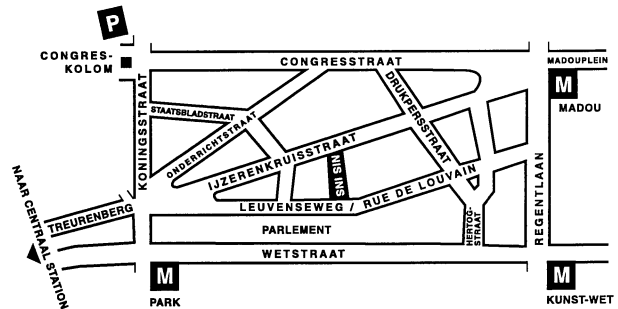 P
CONGRES-
KOLOM
CONGRESSTRAAT
MADOUPLEIN
M
MADOU
KONINGSSTRAAT
STAATSBLADSTRAAT
ONDERRICHTSTRAAT
DRUKPERSSTRAAT
IJZERENKRUISSTRAAT
NIS INS
LEUVENSEWEG / RUE DE LOUVAIN
REGENTLAAN
NAAR CENTRAAL STATION
TREURENBERG
PARLEMENT
HERTOG-
STRAAT
WETSTRAAT
M
PARK
M
KUNST-WET